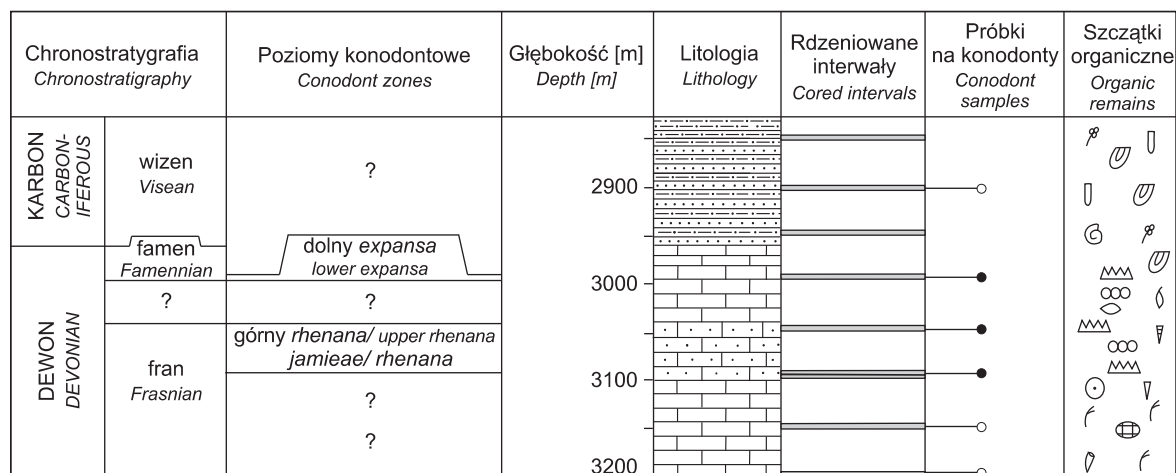 Chronostratygrafia
Chronostratigraphy
Poziomy konodontowe
Conodont zones
Głębokość [m]
Depth [m]
Litologia
Lithology
Rdzeniowane
interwały
Cored intervals
Próbki
na konodonty
Conodont
samples
Szczątki
organiczne
Organic
remains
KARBON
CARBON-
IFEROUS
wizen
Visean
?
2900
famen
Famennian
dolny expansa
lower expansa
3000
?
?
DEWON
DEVONIAN
fran
Frasnian
górny rhenana/ upper rhenana
jamieae/ rhenana
3100
?
?
3200